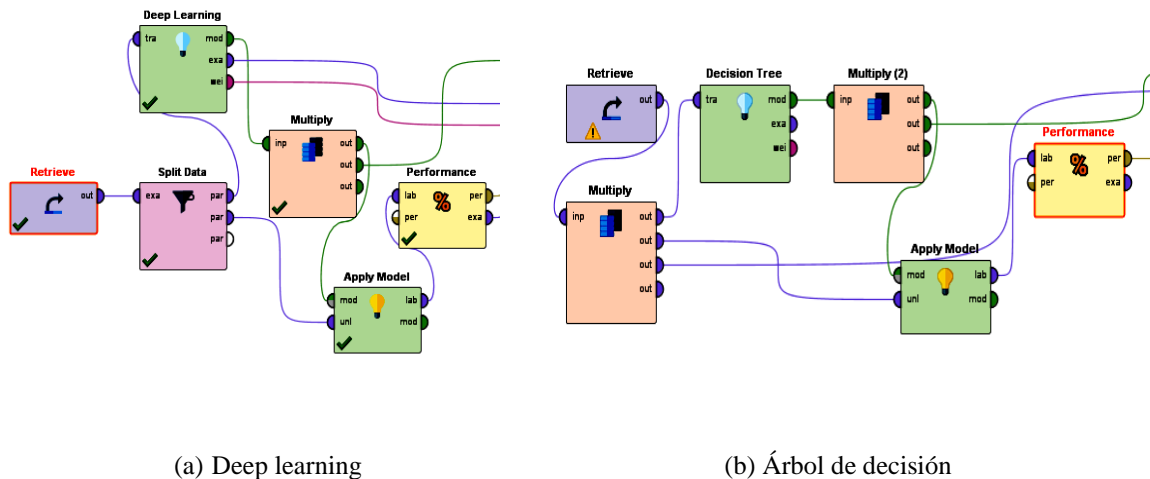 Deep Learning
tra mod
exa
wei
Multiply
inp out
out
out
Retrieve
out
Split Data
exa par
par
par
Performance
lab per
per exa
Apply Model
mod lab
unl mod
(a) Deep learning
Retrieve
out
Decision Tree
tra mod
exa
wei
Multiply (2)
inp out
out
out
Performance
lab per
per exa
Multiply
inp out
out
out
out
Apply Model
mod lab
unl mod
(b) Árbol de decisión